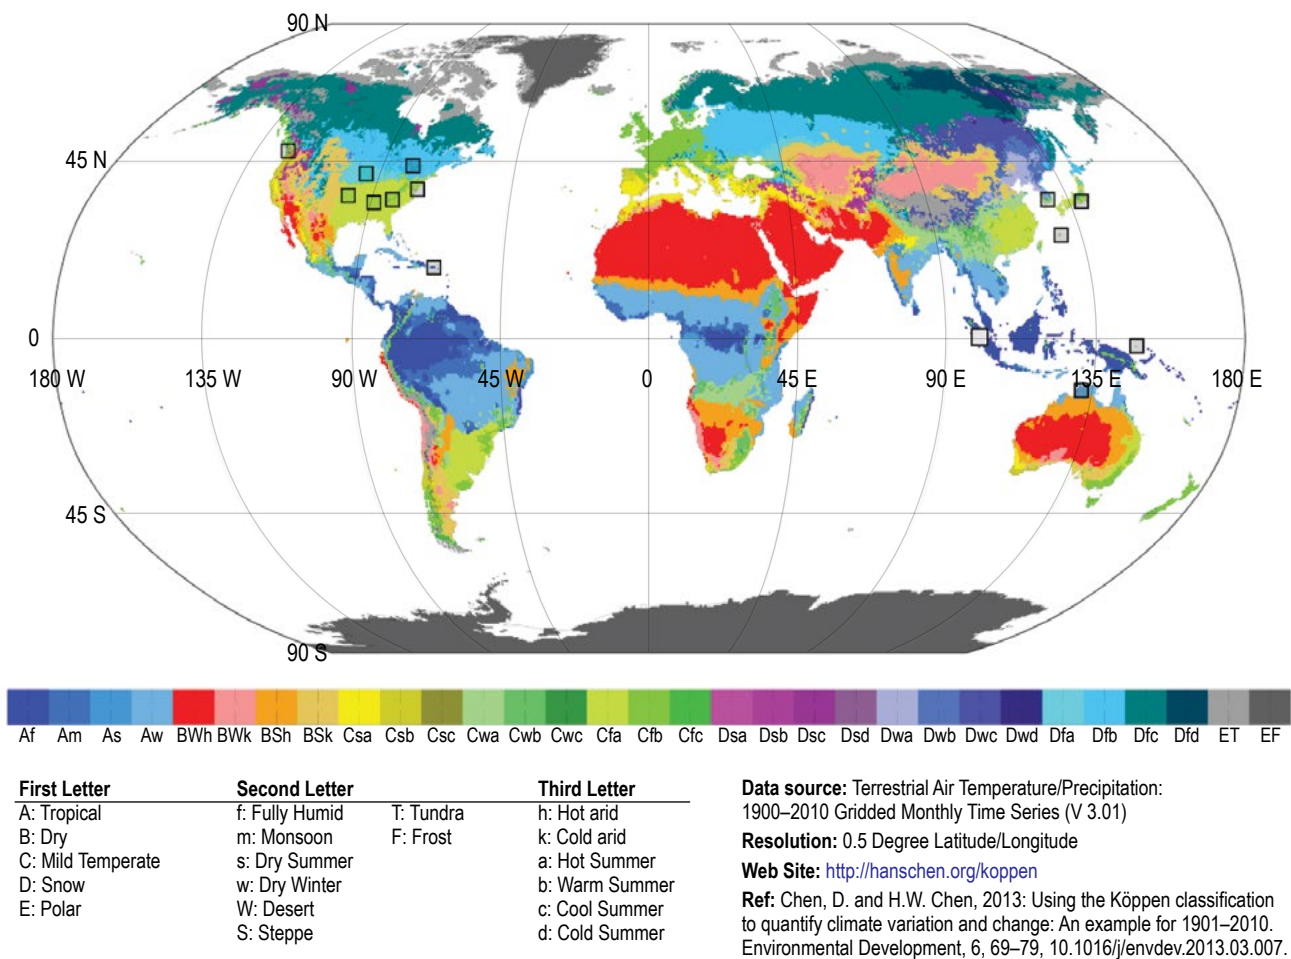 90 N
45 N
0
180 W 135 W 90 W 45 W 0 45 E 90 E 135 E 180 E
45 S
90 S
Af Am As Aw BWh BWk BSh BSk Csa Csb Csc Cwa Cwb Cwc Cfa Cfb Cfc Dsa Dsb Dsc Dsd Dwa Dwb Dwc Dwd Dfa Dfb Dfc Dfd ET EF
First Letter
A: Tropical
B: Dry
C: Mild Temperate
D: Snow
E: Polar
Second Letter
f: Fully Humid
m: Monsoon
s: Dry Summer
w: Dry Winter
W: Desert
S: Steppe
T: Tundra
F: Frost
Third Letter
h: Hot arid
k: Cold arid
a: Hot Summer
b: Warm Summer
c: Cool Summer
d: Cold Summer
Data source: Terrestrial Air Temperature/Precipitation:
1900–2010 Gridded Monthly Time Series (V 3.01)
Resolution: 0.5 Degree Latitude/Longitude
Web Site: http://hanschen.org/koppen
Ref: Chen, D. and H.W. Chen, 2013: Using the Köppen classification
to quantify climate variation and change: An example for 1901–2010.
Environmental Development, 6, 69–79, 10.1016/j/envdev.2013.03.007.